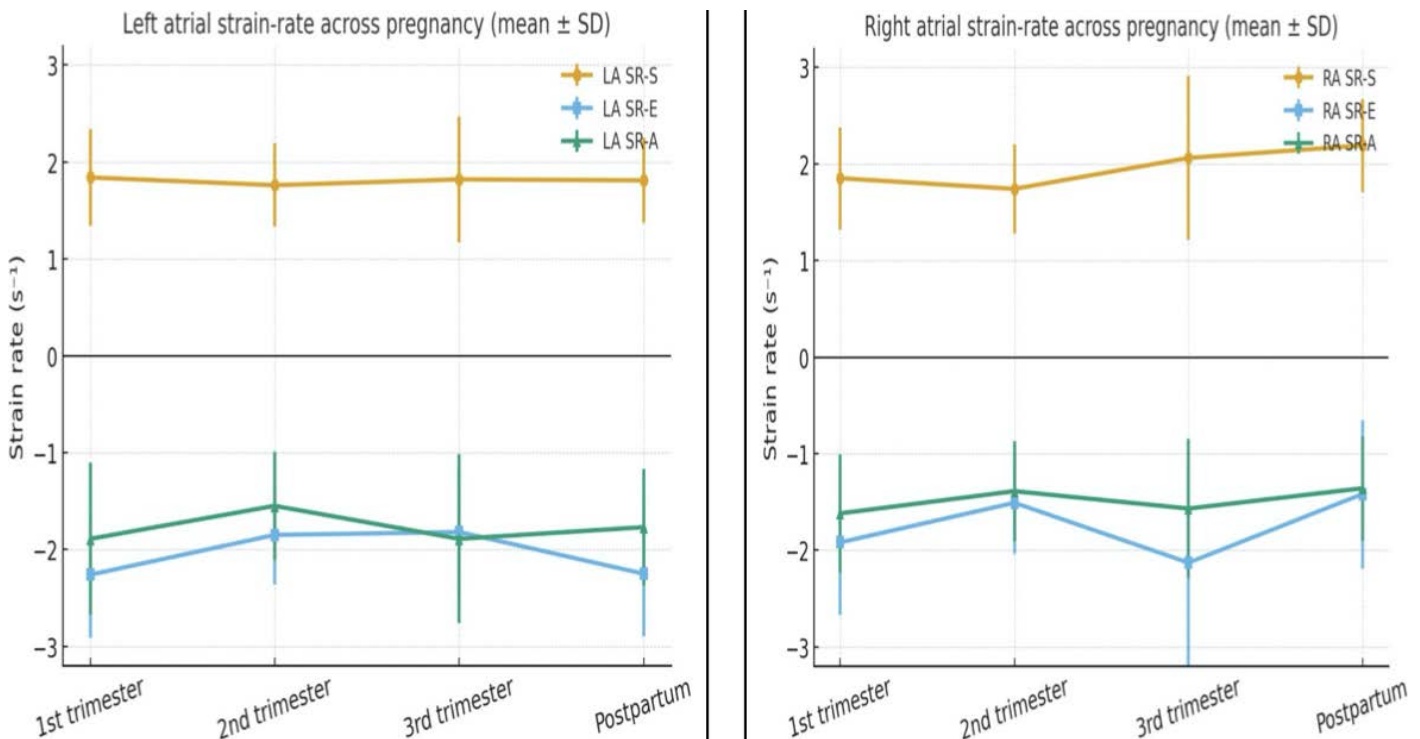 Left atrial strain-rate across pregnancy (mean ± SD)
3
2
1
0
−1
−2
−3
Strain rate (s⁻¹)
LA SR-S
LA SR-E
LA SR-A
1st trimester
2nd trimester
3rd trimester
Postpartum
Right atrial strain-rate across pregnancy (mean ± SD)
3
2
1
0
−1
−2
−3
Strain rate (s⁻¹)
RA SR-S
RA SR-E
RA SR-A
1st trimester
2nd trimester
3rd trimester
Postpartum